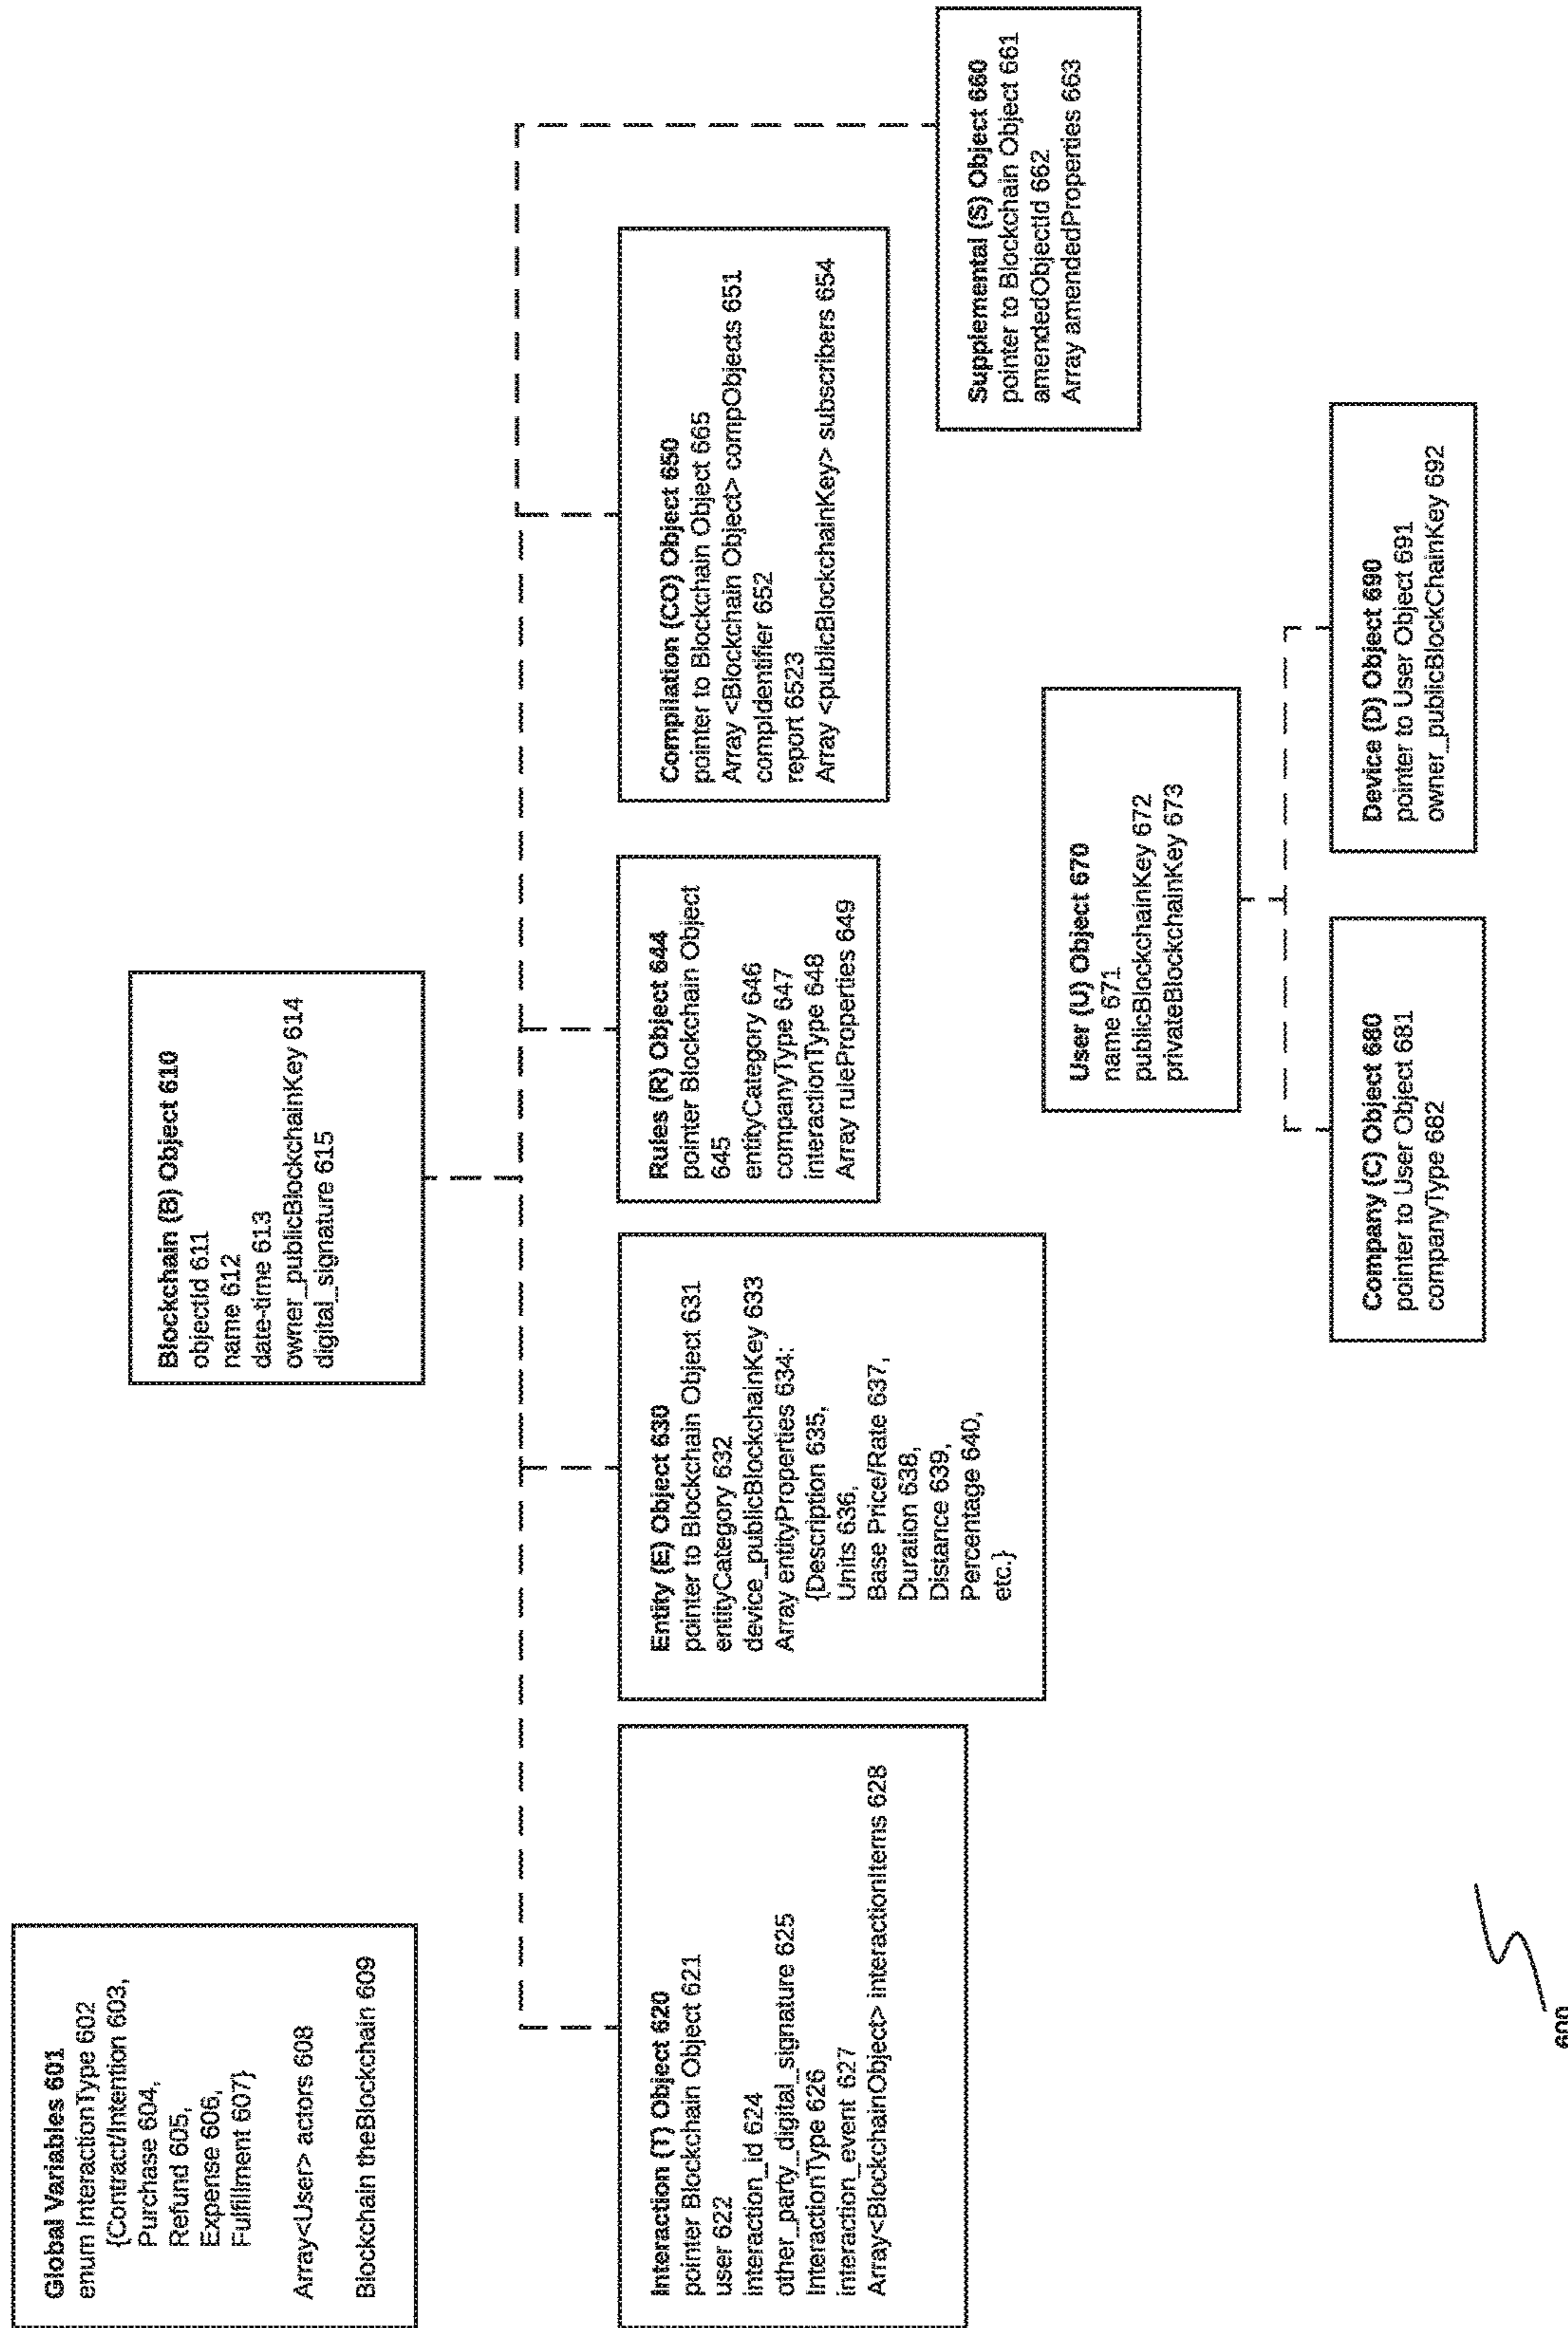 Global Variables 601
enum InteractionType 602
{Contract/Intention 603,
Purchase 604,
Refund 605,
Expense 606,
Fulfillment 607}
Array<User> actors 608
Blockchain theBlockchain 609
Blockchain (B) Object 610
objectId 611
name 612
date-time 613
owner_publicBlockchainKey 614
digital_signature 615
Interaction (T) Object 620
pointer Blockchain Object 621
user 622
interaction_id 624
other_party_digital_signature 625
InteractionType 626
interaction_event 627
Array<BlockchainObject> interactionItems 628
Entity (E) Object 630
pointer to Blockchain Object 631
entityCategory 632
device_publicBlockchainKey 633
Array entityProperties 634:
{Description 635,
Units 636,
Base Price/Rate 637,
Duration 638,
Distance 639,
Percentage 640,
etc.}
Rules (R) Object 644
pointer Blockchain Object
645
entityCategory 646
companyType 647
interactionType 648
Array ruleProperties 649
Compilation (CO) Object 650
pointer to Blockchain Object 665
Array <Blockchain Object> compObjects 651
compIdentifier 652
report 6523
Array <publicBlockchainKey> subscribers 654
Supplemental (S) Object 660
pointer to Blockchain Object 661
amendedObjectId 662
Array amendedProperties 663
User (U) Object 670
name 671
publicBlockchainKey 672
privateBlockchainKey 673
Company (C) Object 680
pointer to User Object 681
companyType 682
Device (D) Object 690
pointer to User Object 691
owner_publicBlockChainKey 692
600